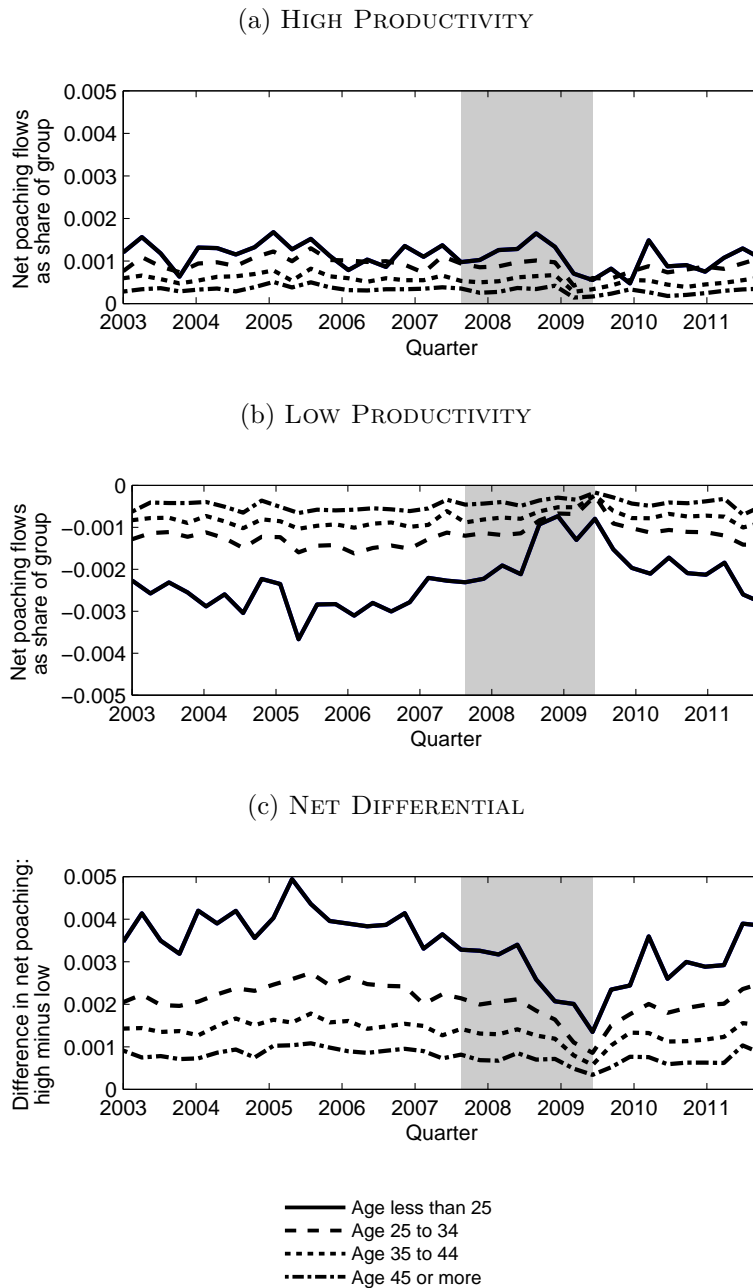 (a) HIGH PRODUCTIVITY
Net poaching flows
as share of group
0.005
0.004
0.003
0.002
0.001
0
2003 2004 2005 2006 2007 2008 2009 2010 2011
Quarter
(b) LOW PRODUCTIVITY
Net poaching flows
as share of group
0
−0.001
−0.002
−0.003
−0.004
−0.005
2003 2004 2005 2006 2007 2008 2009 2010 2011
Quarter
(c) NET DIFFERENTIAL
Difference in net poaching:
high minus low
0.005
0.004
0.003
0.002
0.001
0
2003 2004 2005 2006 2007 2008 2009 2010 2011
Quarter
Age less than 25
Age 25 to 34
Age 35 to 44
Age 45 or more